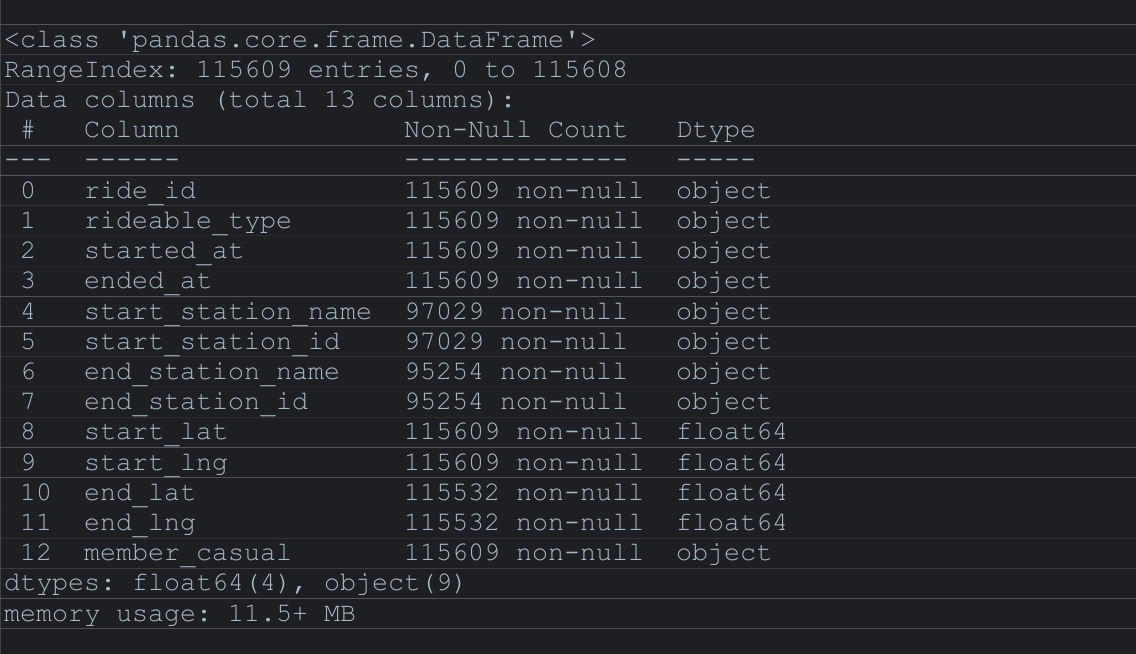 <class 'pandas.core.frame.DataFrame'>
RangeIndex: 115609 entries, 0 to 115608
Data columns (total 13 columns):
 #   Column              Non-Null Count   Dtype
---  ------              --------------   -----
 0   ride_id             115609 non-null  object
 1   rideable_type       115609 non-null  object
 2   started_at          115609 non-null  object
 3   ended_at            115609 non-null  object
 4   start_station_name  97029 non-null   object
 5   start_station_id    97029 non-null   object
 6   end_station_name    95254 non-null   object
 7   end_station_id      95254 non-null   object
 8   start_lat           115609 non-null  float64
 9   start_lng           115609 non-null  float64
 10  end_lat             115532 non-null  float64
 11  end_lng             115532 non-null  float64
 12  member_casual       115609 non-null  object
dtypes: float64(4), object(9)
memory usage: 11.5+ MB